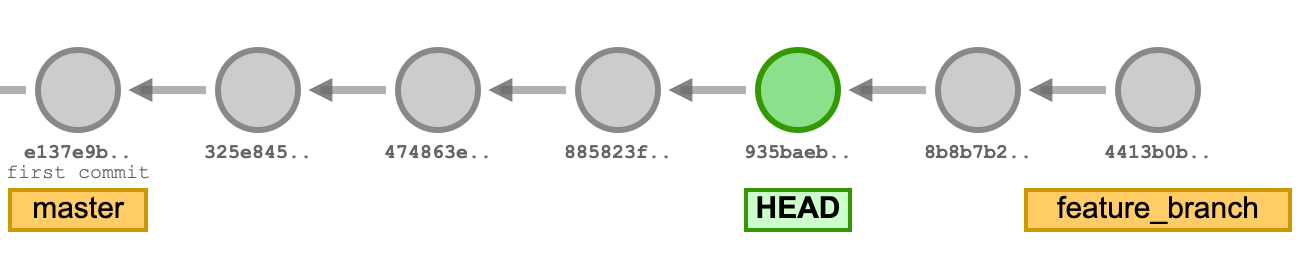 e137e9b.. 325e845.. 474863e.. 885823f.. 935baeb.. 8b8b7b2.. 4413b0b..
first commit
master HEAD feature_branch